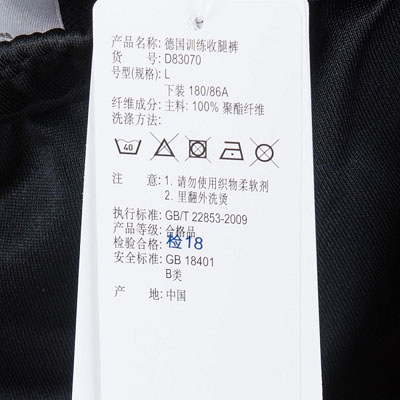 产品名称: 德国训练收腿裤
货 号: D83070
号型(规格): L
下装 180/86A
纤维成分: 主料: 100% 聚酯纤维
洗涤方法:
40
注 意: 1. 请勿使用织物柔软剂
2. 里翻外洗烫
执行标准: GB/T 22853-2009
产品等级: 合格品
检验合格: 检18
安全标准: GB 18401
B类
产 地: 中国